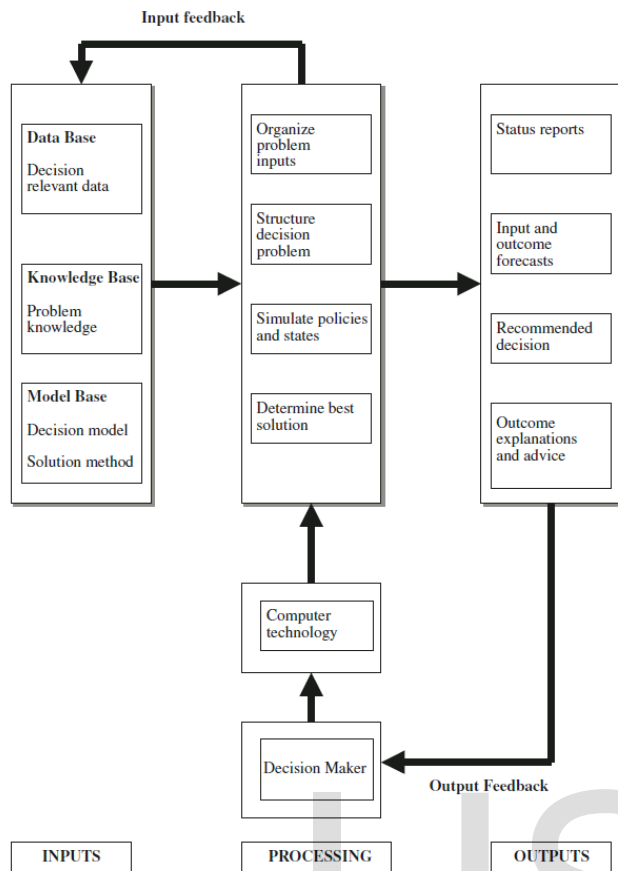 Input feedback
Data Base
Decision
relevant data
Knowledge Base
Problem
knowledge
Model Base
Decision model
Solution method
Organize
problem
inputs
Structure
decision
problem
Simulate policies
and states
Determine best
solution
Status reports
Input and
outcome
forecasts
Recommended
decision
Outcome
explanations
and advice
Computer
technology
Decision Maker
Output Feedback
INPUTS
PROCESSING
OUTPUTS